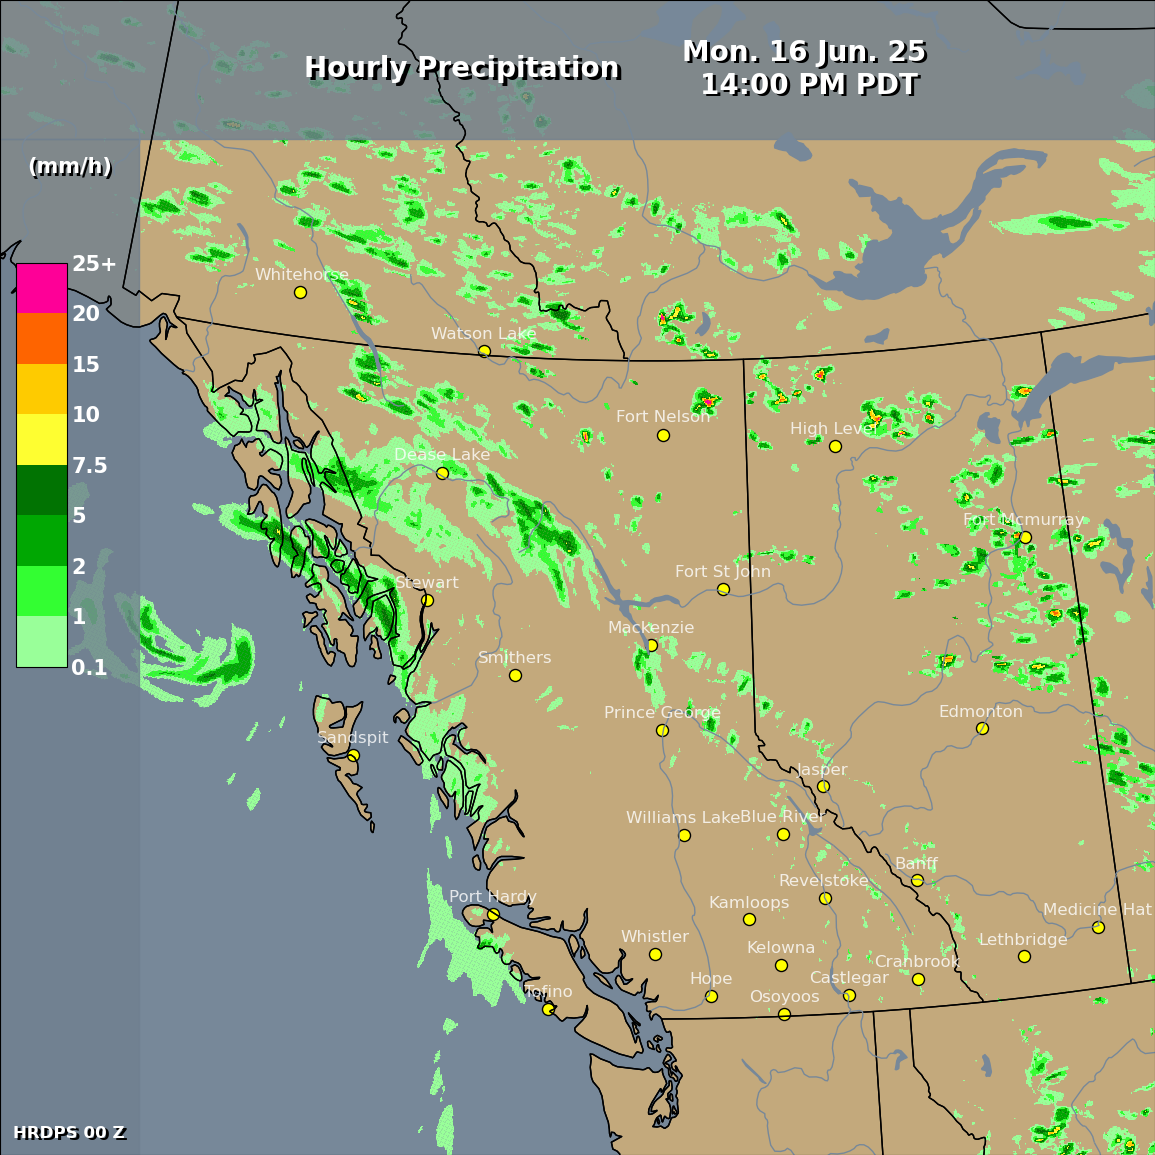 Hourly Precipitation
Mon. 16 Jun. 25
14:00 PM PDT
(mm/h)
25+
20
15
10
7.5
5
2
1
0.1
Whitehorse
Watson Lake
Fort Nelson
High Level
Dease Lake
Fort Mcmurray
Stewart
Fort St John
Mackenzie
Smithers
Prince George
Edmonton
Sandspit
Jasper
Williams Lake
Blue River
Banff
Revelstoke
Port Hardy
Kamloops
Medicine Hat
Whistler
Kelowna
Lethbridge
Cranbrook
Hope
Castlegar
Tofino
Osoyoos
HRDPS 00 Z